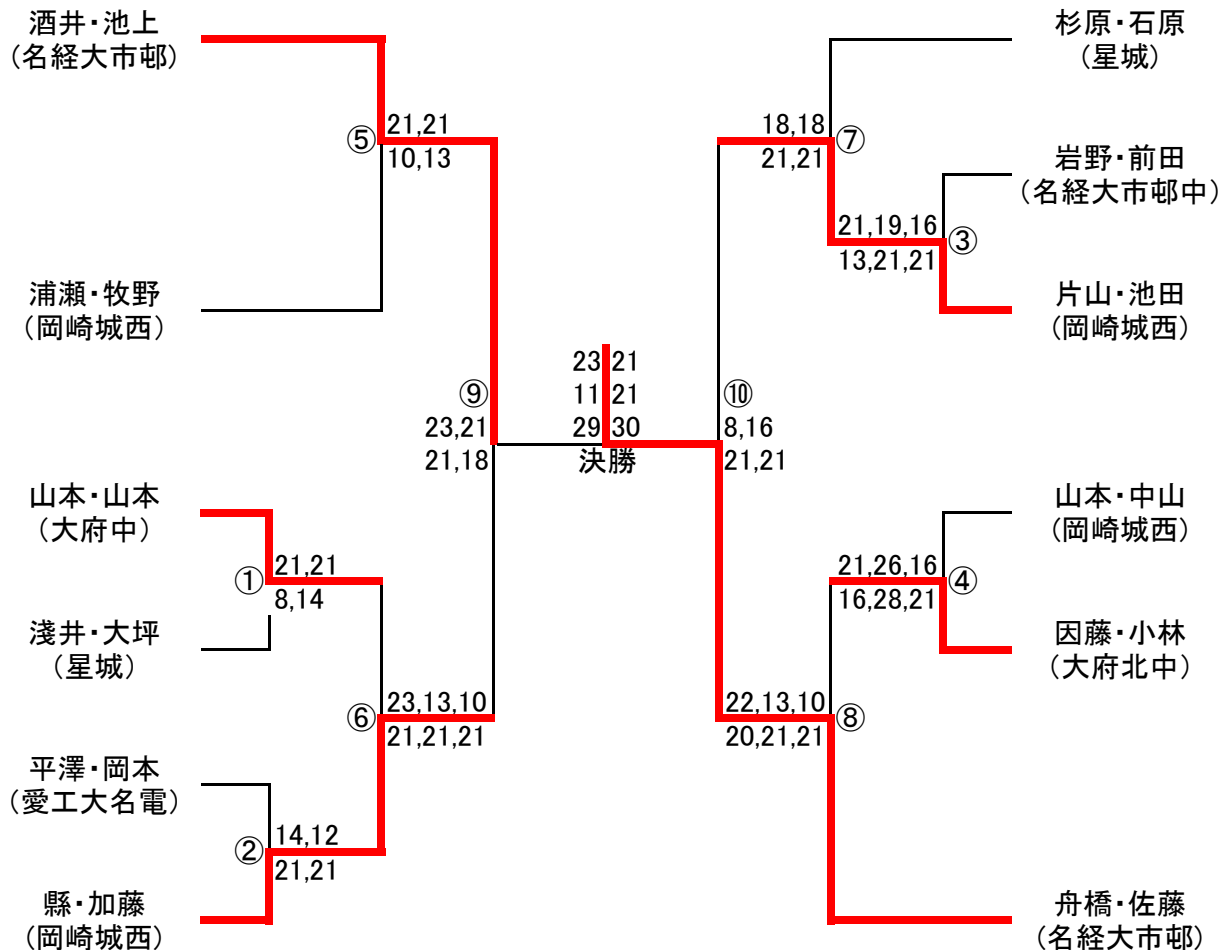 酒井・池上
（名経大市邨）
⑤
21,21
10,13
浦瀬・牧野
（岡崎城西）
⑨
23,21
21,18
山本・山本
（大府中）
①
21,21
8,14
淺井・大坪
（星城）
⑥
23,13,10
21,21,21
平澤・岡本
（愛工大名電）
②
14,12
21,21
縣・加藤
（岡崎城西）
23 21
11 21
29 30
決勝
杉原・石原
（星城）
18,18
⑦
21,21
岩野・前田
（名経大市邨中）
21,19,16
③
13,21,21
片山・池田
（岡崎城西）
⑩
8,16
21,21
山本・中山
（岡崎城西）
21,26,16
④
16,28,21
因藤・小林
（大府北中）
22,13,10
⑧
20,21,21
舟橋・佐藤
（名経大市邨）